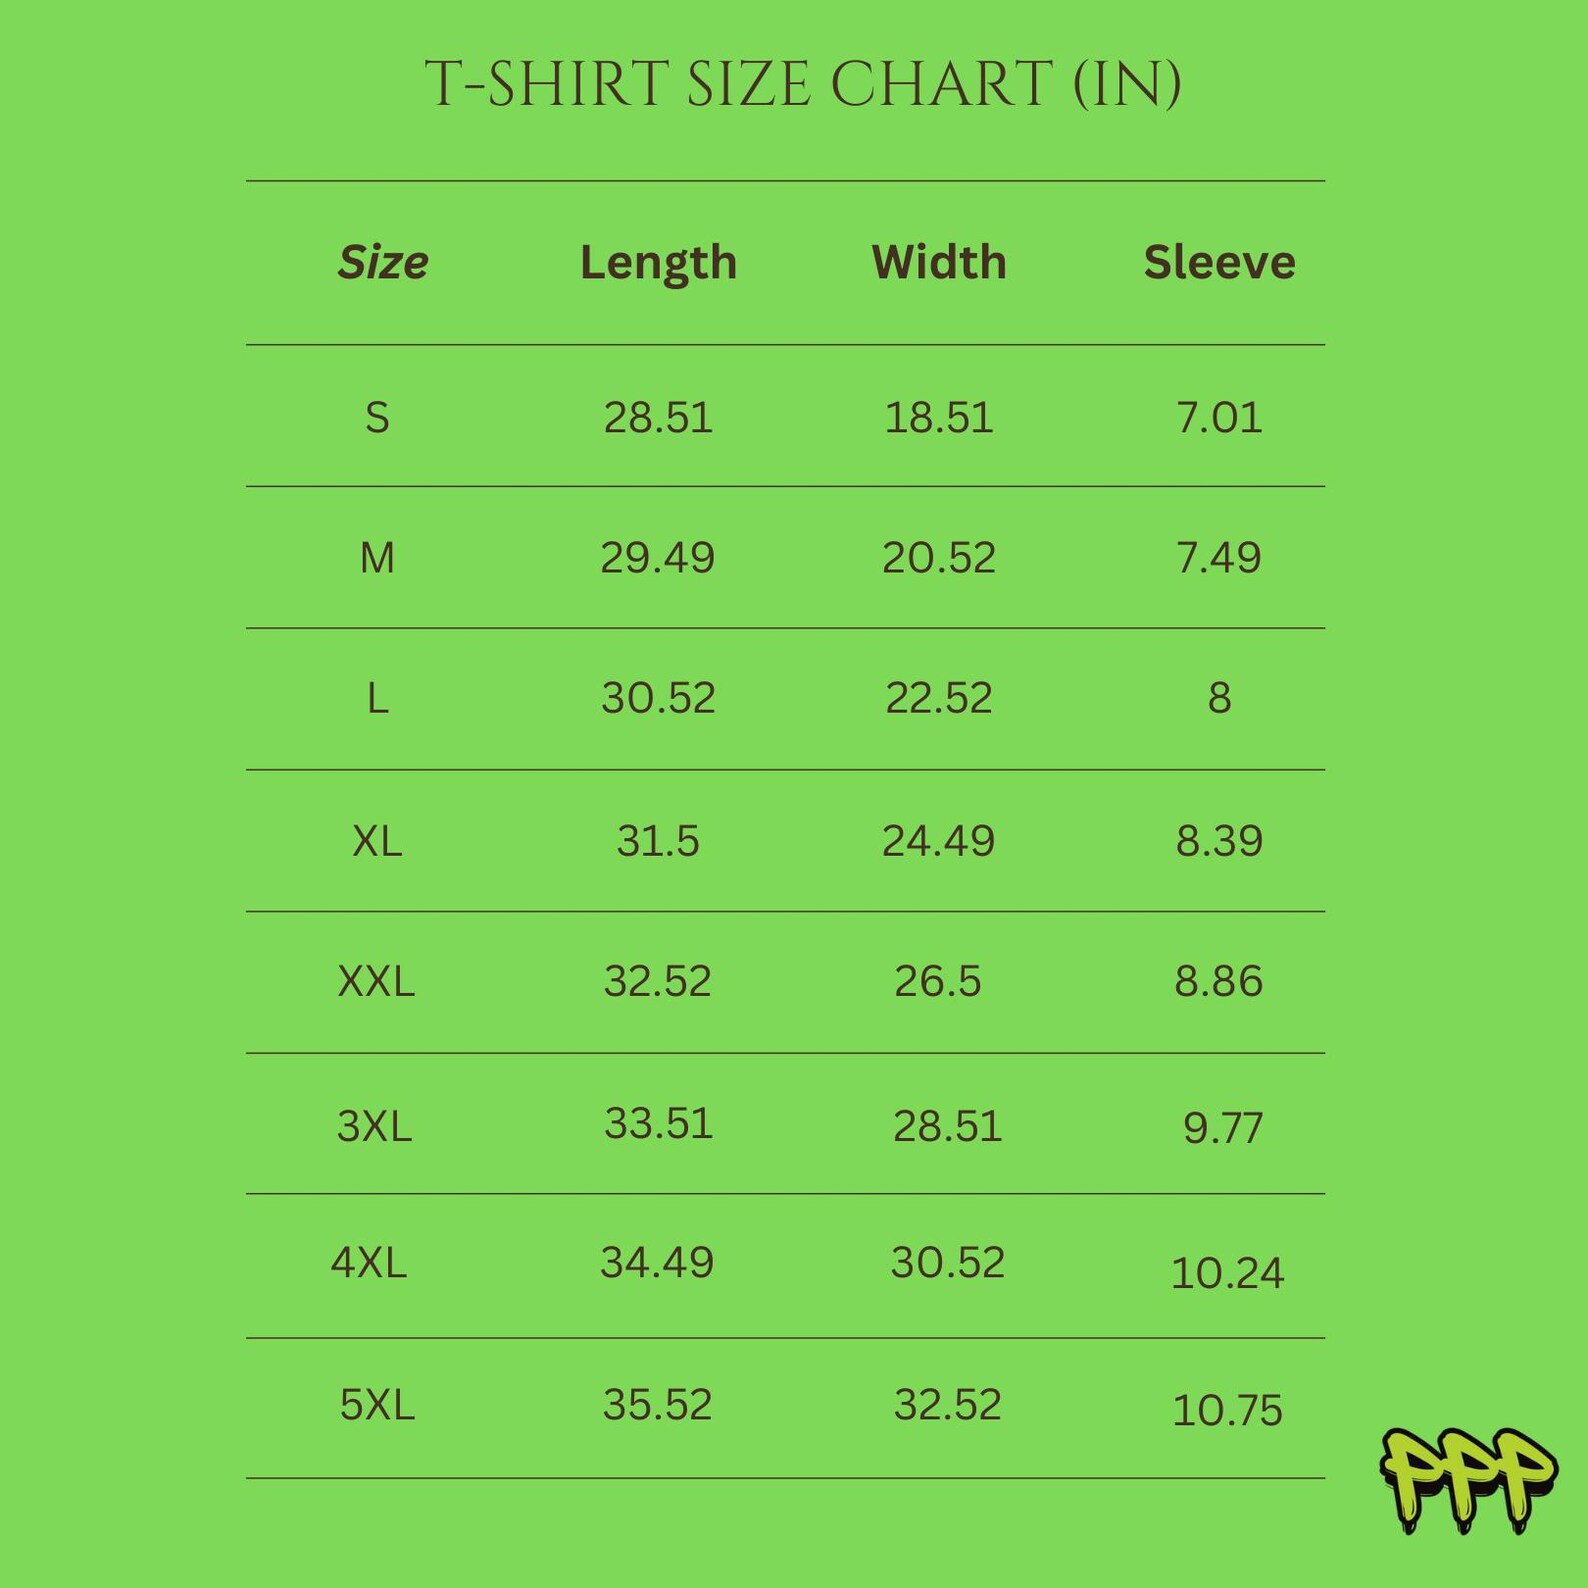 T-SHIRT SIZE CHART (IN)
Size Length Width Sleeve
S 28.51 18.51 7.01
M 29.49 20.52 7.49
L 30.52 22.52 8
XL 31.5 24.49 8.39
XXL 32.52 26.5 8.86
3XL 33.51 28.51 9.77
4XL 34.49 30.52 10.24
5XL 35.52 32.52 10.75
PPP